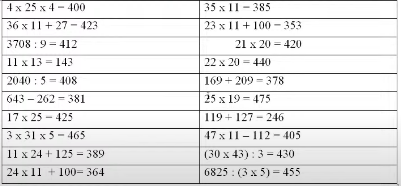 4 x 25 x 4 = 400
35 x 11 = 385
36 x 11 + 27 = 423
23 x 11 + 100 = 353
3708 : 9 = 412
21 x 20 = 420
11 x 13 = 143
22 x 20 = 440
2040 : 5 = 408
169 + 209 = 378
643 – 262 = 381
25 x 19 = 475
17 x 25 = 425
119 + 127 = 246
3 x 31 x 5 = 465
47 x 11 – 112 = 405
11 x 24 + 125 = 389
(30 x 43) : 3 = 430
24 x 11 + 100= 364
6825 : (3 x 5) = 455